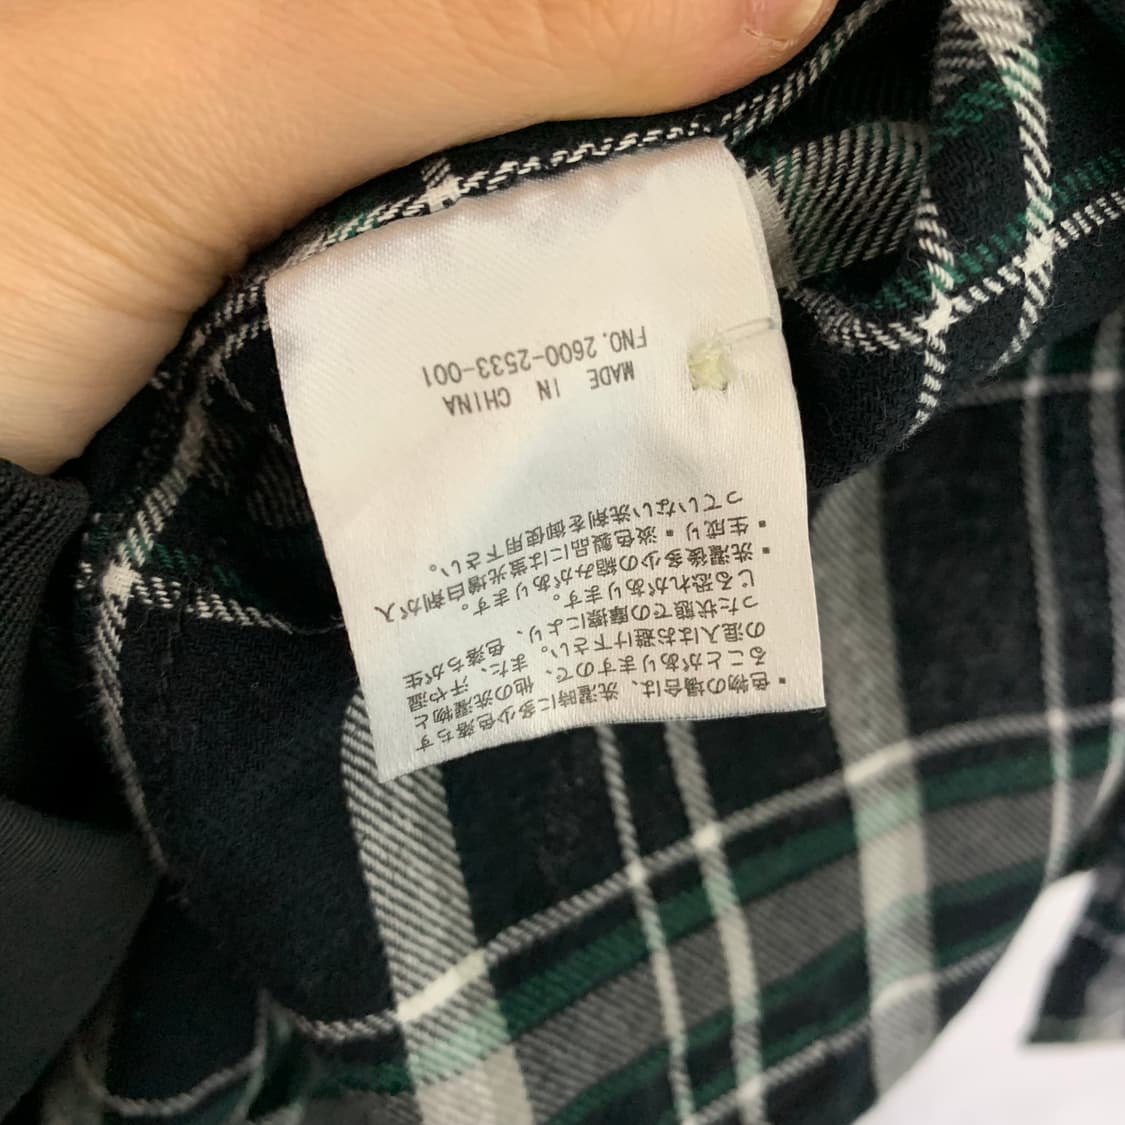 ・色物の場合は、洗濯時に多少色落ちす
ることがありますので、他の洗濯物と
の混入はお避け下さい。また、汗や湿
った状態での摩擦により、色落ちが生
じる恐れがあります。
・洗濯後多少の縮みがあります。
・生成り・淡色製品には蛍光増白剤が入
っていない洗剤を御使用下さい。
MADE IN CHINA
FNO. 2600-2533-001